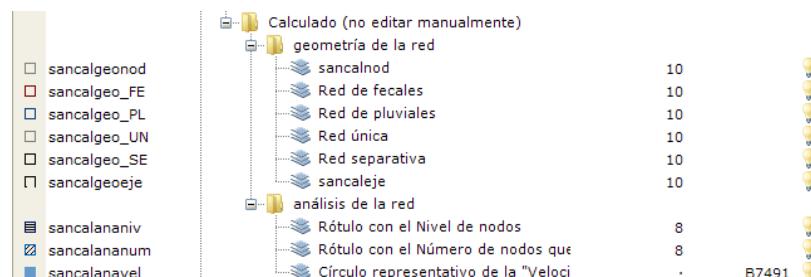 Calculado (no editar manualmente)
geometría de la red
sancalgeonod sancalnod 10
sancalgeo_FE Red de fecales 10
sancalgeo_PL Red de pluviales 10
sancalgeo_UN Red única 10
sancalgeo_SE Red separativa 10
sancalgeoeje sancaleje 10
análisis de la red
sancalananiv Rótulo con el Nivel de nodos 8
sancalananum Rótulo con el Número de nodos que 8
sancalanavel Círculo representativo de la "Veloci - B7491